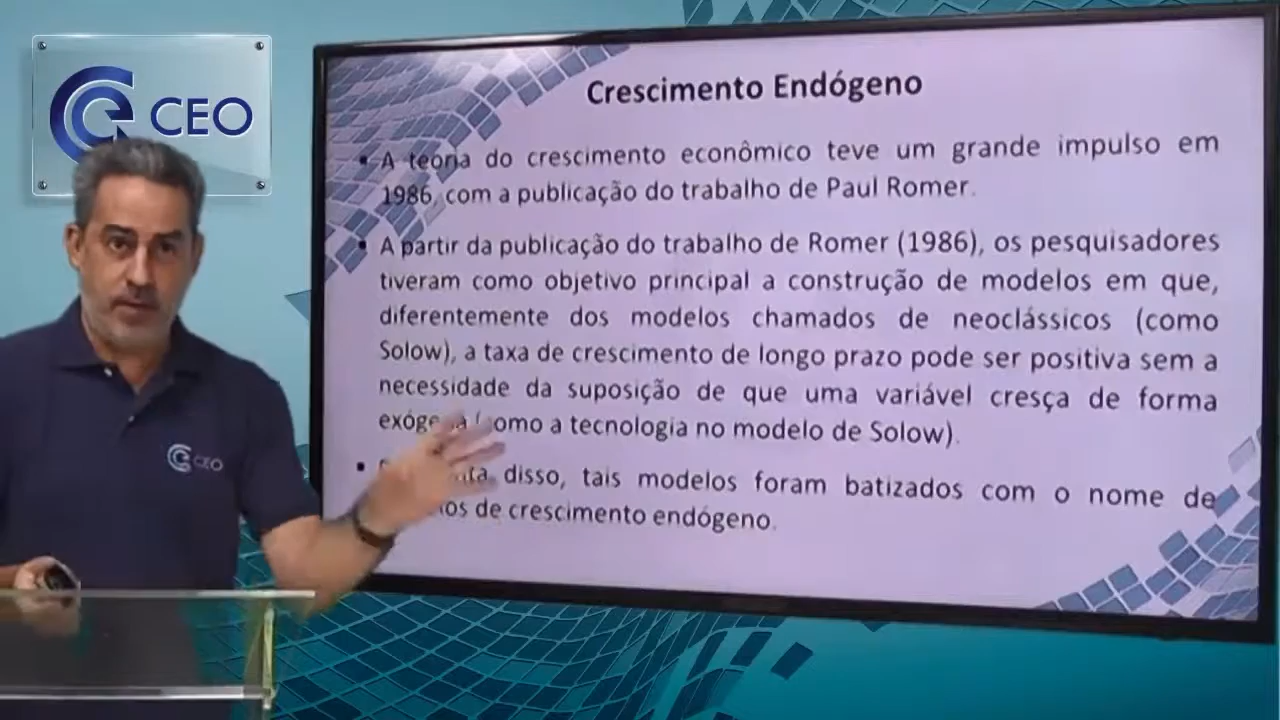 CEO
Crescimento Endógeno
• A teoria do crescimento econômico teve um grande impulso em
1986, com a publicação do trabalho de Paul Romer.
• A partir da publicação do trabalho de Romer (1986), os pesquisadores
tiveram como objetivo principal a construção de modelos em que,
diferentemente dos modelos chamados de neoclássicos (como
Solow), a taxa de crescimento de longo prazo pode ser positiva sem a
necessidade da suposição de que uma variável cresça de forma
(como a tecnologia no modelo de Solow).
• disso, tais modelos foram batizados com o nome de
de crescimento endógeno.
CEO